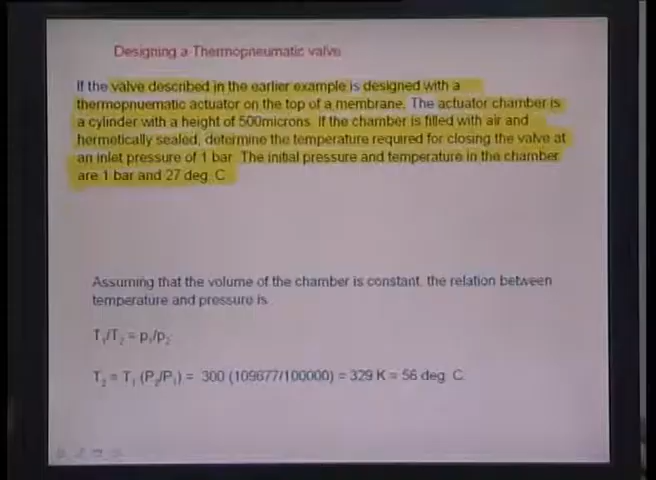 Designing a Thermopneumatic valve
If the valve described in the earlier example is designed with a
thermopnuematic actuator on the top of a membrane. The actuator chamber is
a cylinder with a height of 500microns. If the chamber is filled with air and
hermetically sealed, determine the temperature required for closing the valve at
an inlet pressure of 1 bar. The initial pressure and temperature in the chamber
are 1 bar and 27 deg. C
Assuming that the volume of the chamber is constant, the relation between
temperature and pressure is
T₁/T₂ = p₁/p₂
T₂ = T₁ (P₂/P₁) = 300 (109677/100000) = 329 K = 56 deg. C.